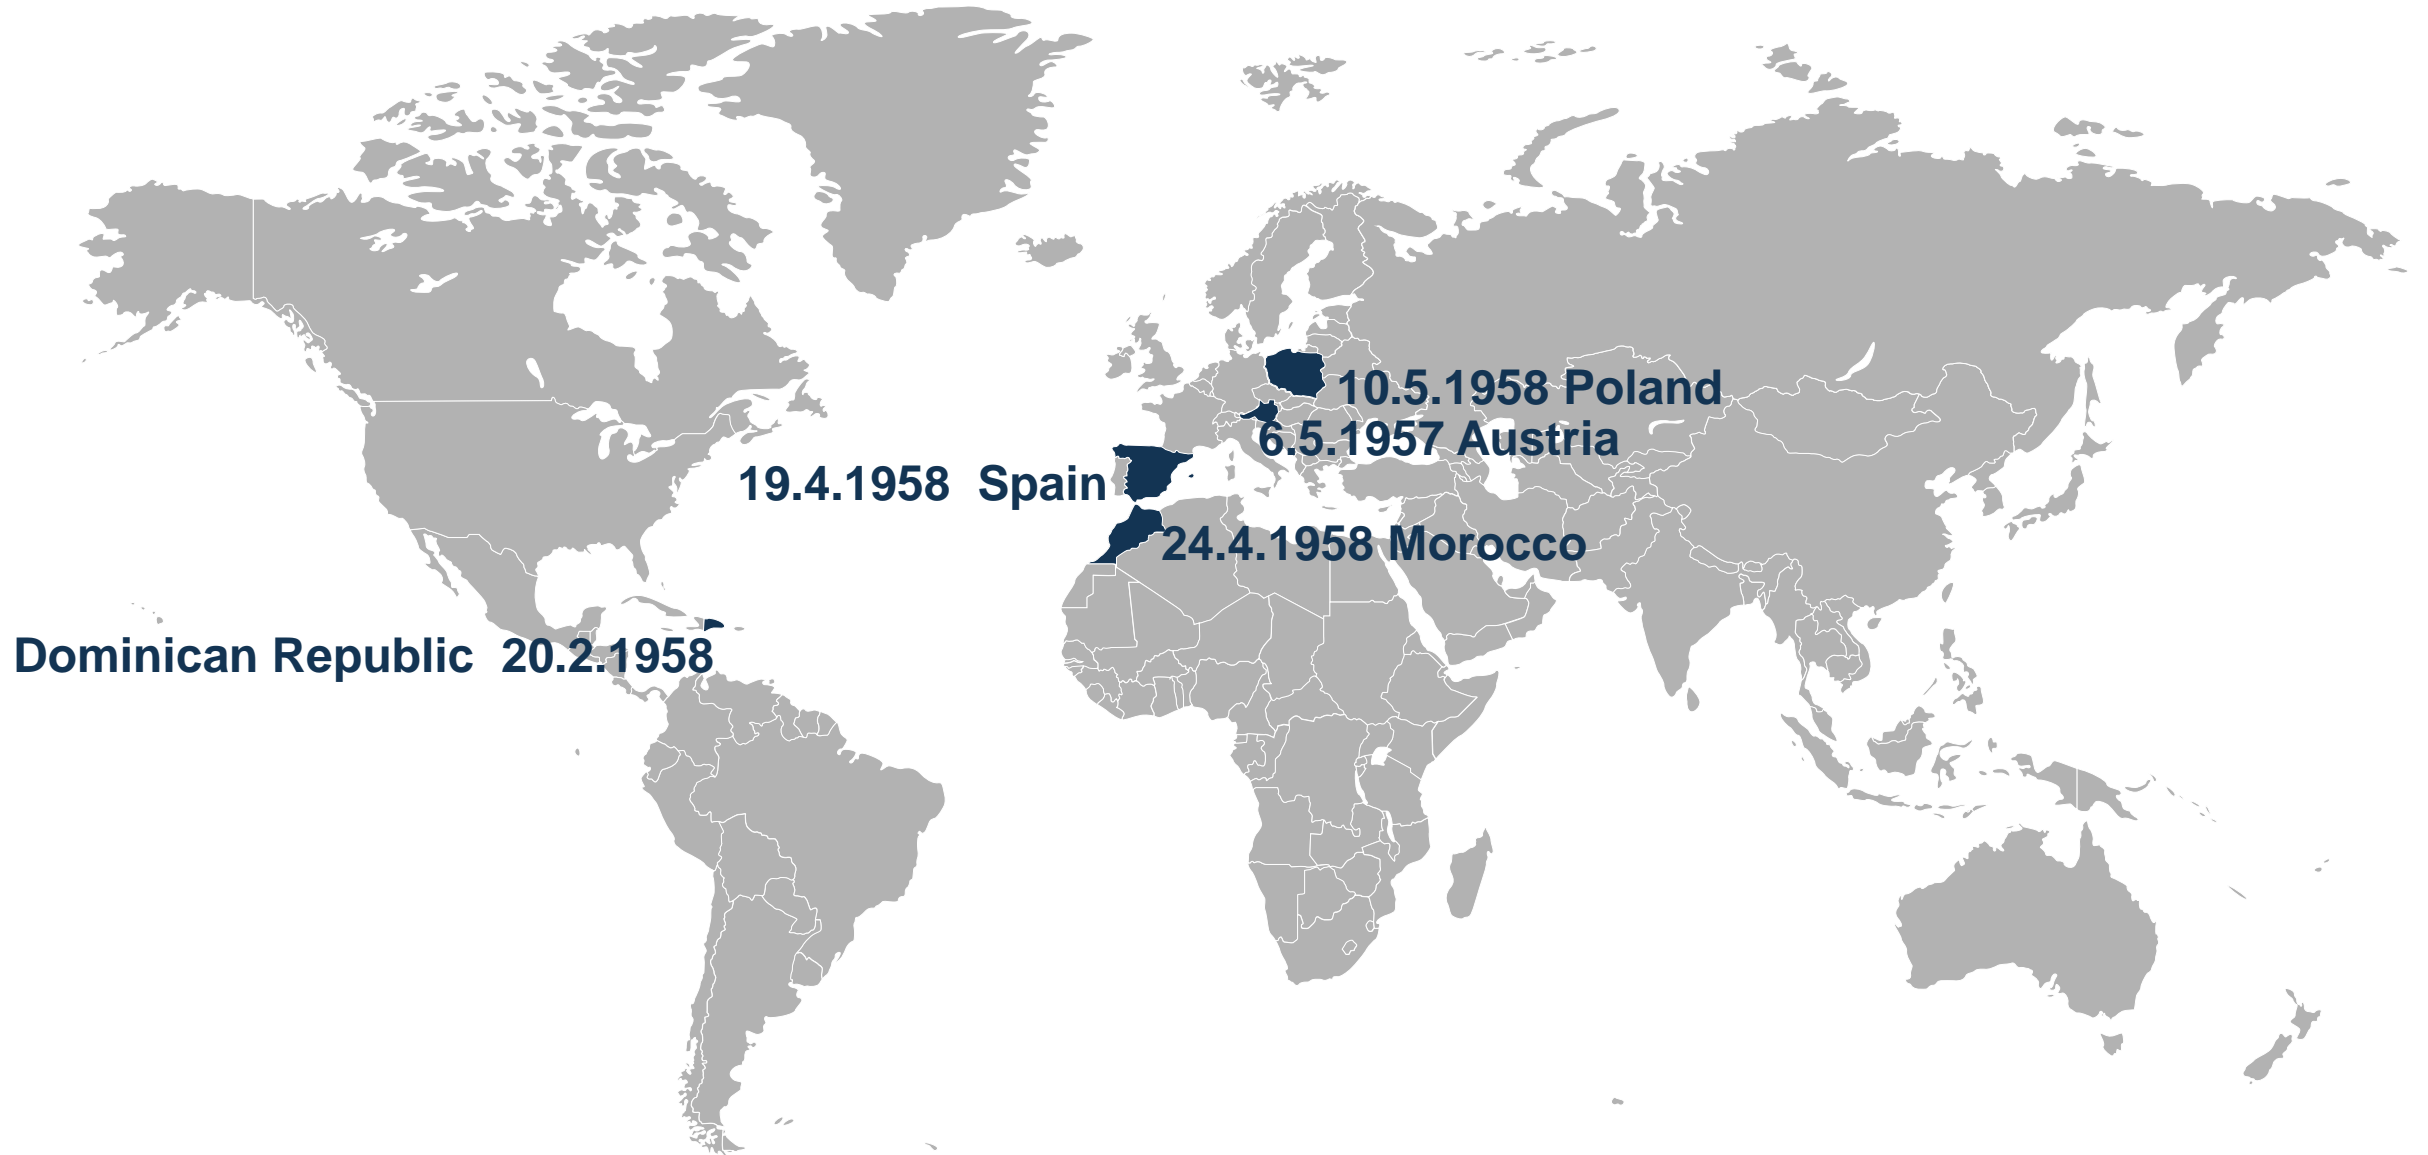 10.5.1958 Poland
6.5.1957 Austria
19.4.1958  Spain
24.4.1958 Morocco
Dominican Republic  20.2.1958